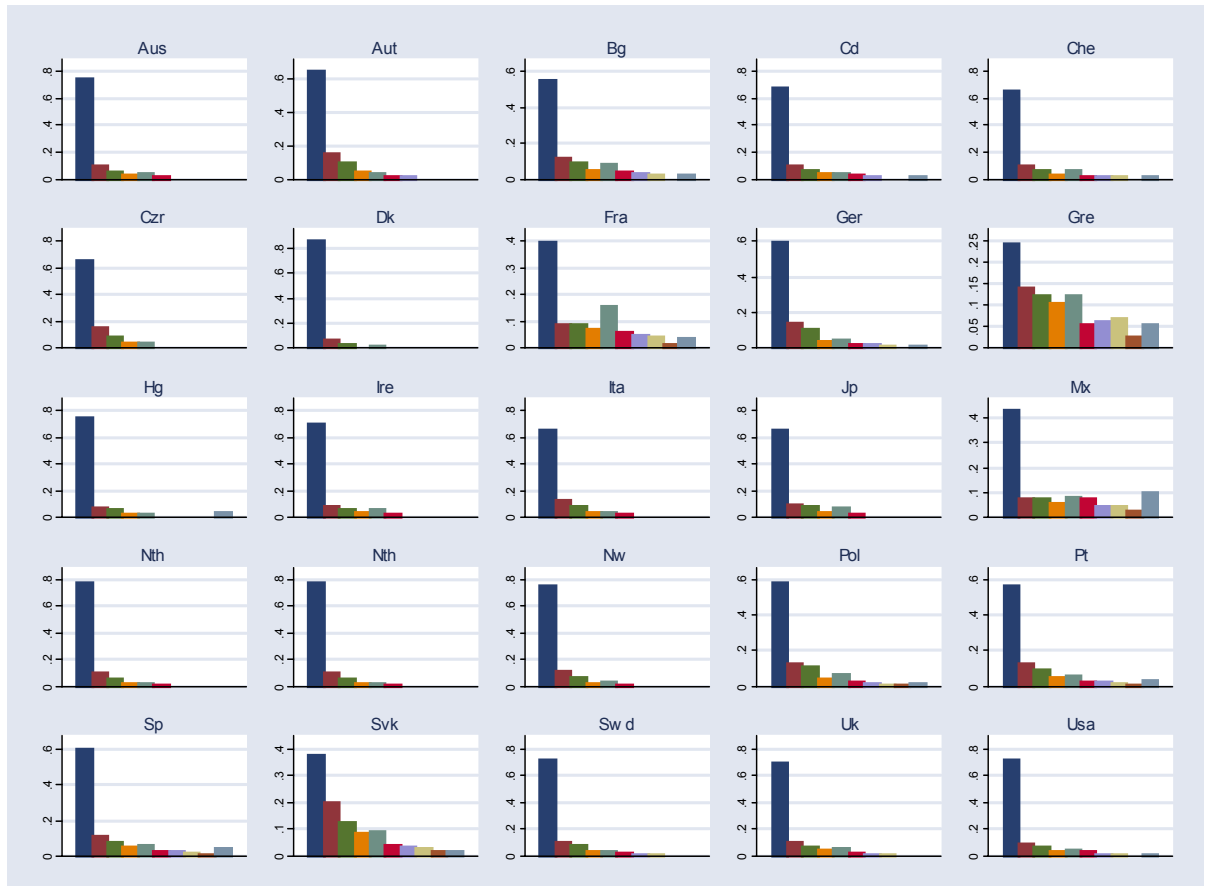 Aus Aut Bg Cd Che
0 .2 .4 .6 .8 0 .2 .4 .6 0 .2 .4 .6 0 .2 .4 .6 .8 0 .2 .4 .6 .8
Czr Dk Fra Ger Gre
0 .2 .4 .6 .8 0 .2 .4 .6 .8 0 .1 .2 .3 .4 0 .2 .4 .6 0 .05 .1 .15 .2 .25
Hg Ire Ita Jp Mx
0 .2 .4 .6 .8 0 .2 .4 .6 .8 0 .2 .4 .6 .8 0 .2 .4 .6 .8 0 .1 .2 .3 .4
Nth Nth Nw Pol Pt
0 .2 .4 .6 .8 0 .2 .4 .6 .8 0 .2 .4 .6 .8 0 .2 .4 .6 0 .2 .4 .6
Sp Svk Sw d Uk Usa
0 .2 .4 .6 0 .1 .2 .3 .4 0 .2 .4 .6 .8 0 .2 .4 .6 .8 0 .2 .4 .6 .8